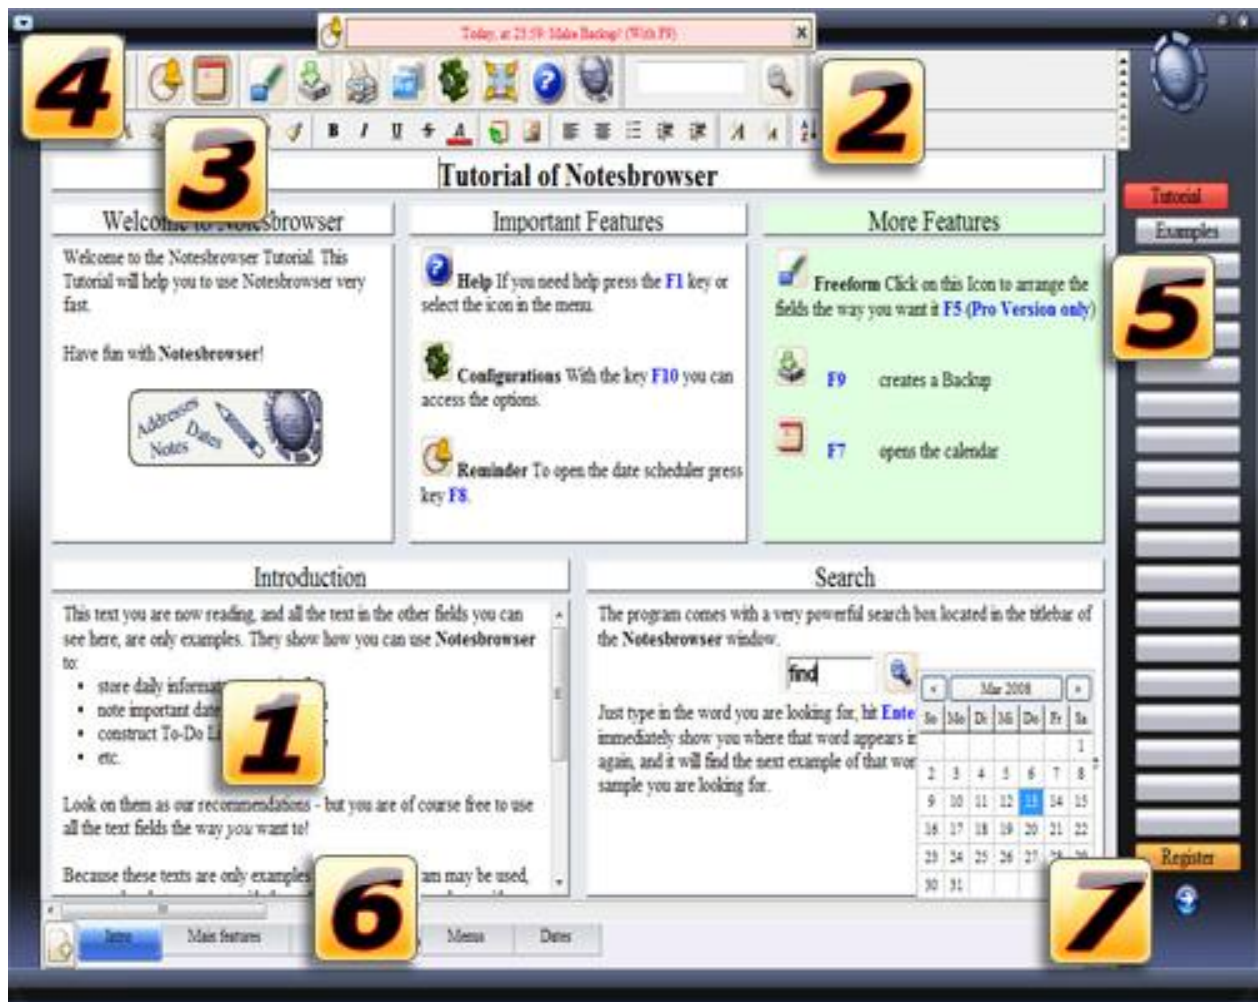 Today, at 23:59: Make Backup! (With F9)
4
2
3
B I U
Tutorial of Notesbrowser
Tutorial
Examples
Welcome to Notesbrowser
Important Features
More Features
Welcome to the Notesbrowser Tutorial. This
Tutorial will help you to use Notesbrowser very
fast.
Have fun with Notesbrowser!
Addresses
Dates
Notes
Help If you need help press the F1 key or
select the icon in the menu.
Configurations With the key F10 you can
access the options.
Reminder To open the date scheduler press
key F8.
Freeform Click on this Icon to arrange the
fields the way you want it F5 (Pro Version only)
F9 creates a Backup
F7 opens the calendar
5
Introduction
This text you are now reading, and all the text in the other fields you can
see here, are only examples. They show how you can use Notesbrowser
to:
• store daily
• note important
• construct To-Do
• etc.
1
Look on them as our recommendations - but you are of course free to use
all the text fields the way you want to!
Because these texts are only examples am may be used,
Search
The program comes with a very powerful search box located in the titlebar of
the Notesbrowser window.
find
Just type in the word you are looking for, hit
immediately show you where that word appears
again, and it will find the next example of that
sample you are looking for.
Mar 2008
So Mo Di Mi Do Fr Sa
1
2 3 4 5 6 7 8
9 10 11 12 13 14 15
16 17 18 19 20 21 22
23 24 25 26 27 28 29
30 31
Register
6
7
Intro Main features Menus Dates